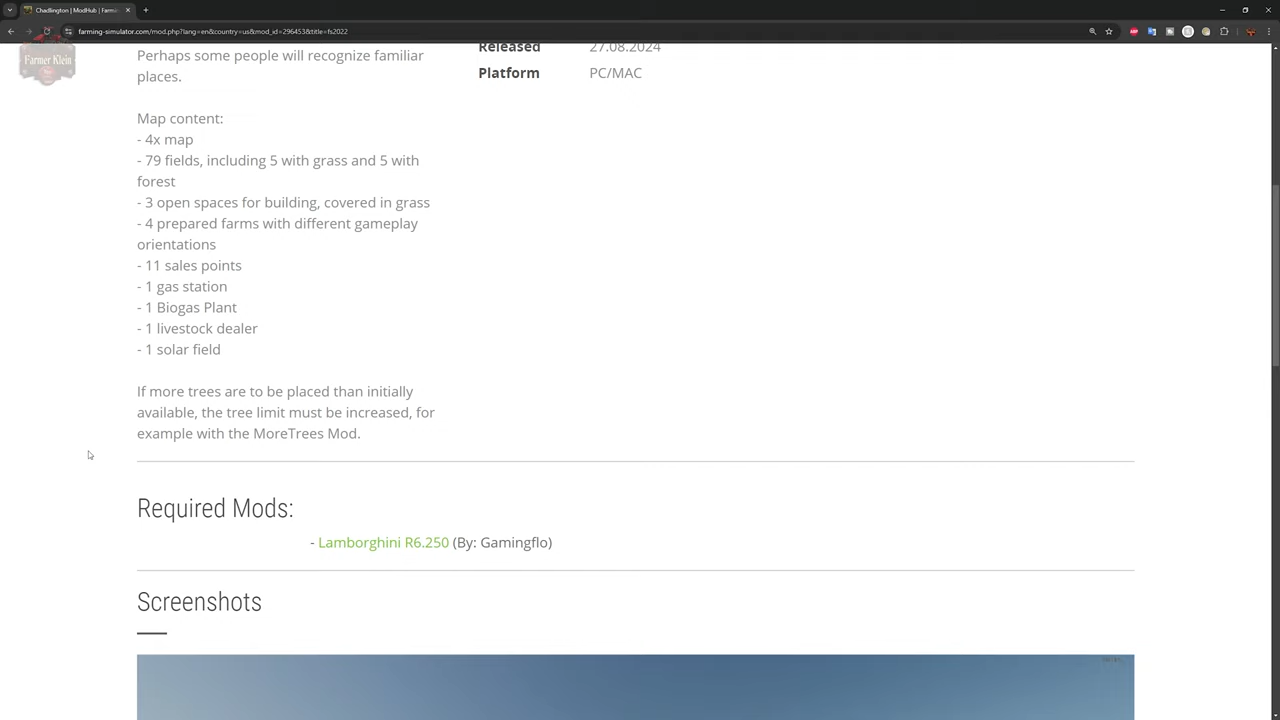 Chadlington | ModHub | Farmin
farming-simulator.com/mod.php?lang=en&country=us&mod_id=296453&title=fs2022
Farmer Klein
Perhaps some people will recognize familiar
places.
Released 27.08.2024
Platform PC/MAC
Map content:
- 4x map
- 79 fields, including 5 with grass and 5 with
forest
- 3 open spaces for building, covered in grass
- 4 prepared farms with different gameplay
orientations
- 11 sales points
- 1 gas station
- 1 Biogas Plant
- 1 livestock dealer
- 1 solar field
If more trees are to be placed than initially
available, the tree limit must be increased, for
example with the MoreTrees Mod.
Required Mods:
- Lamborghini R6.250 (By: Gamingflo)
Screenshots